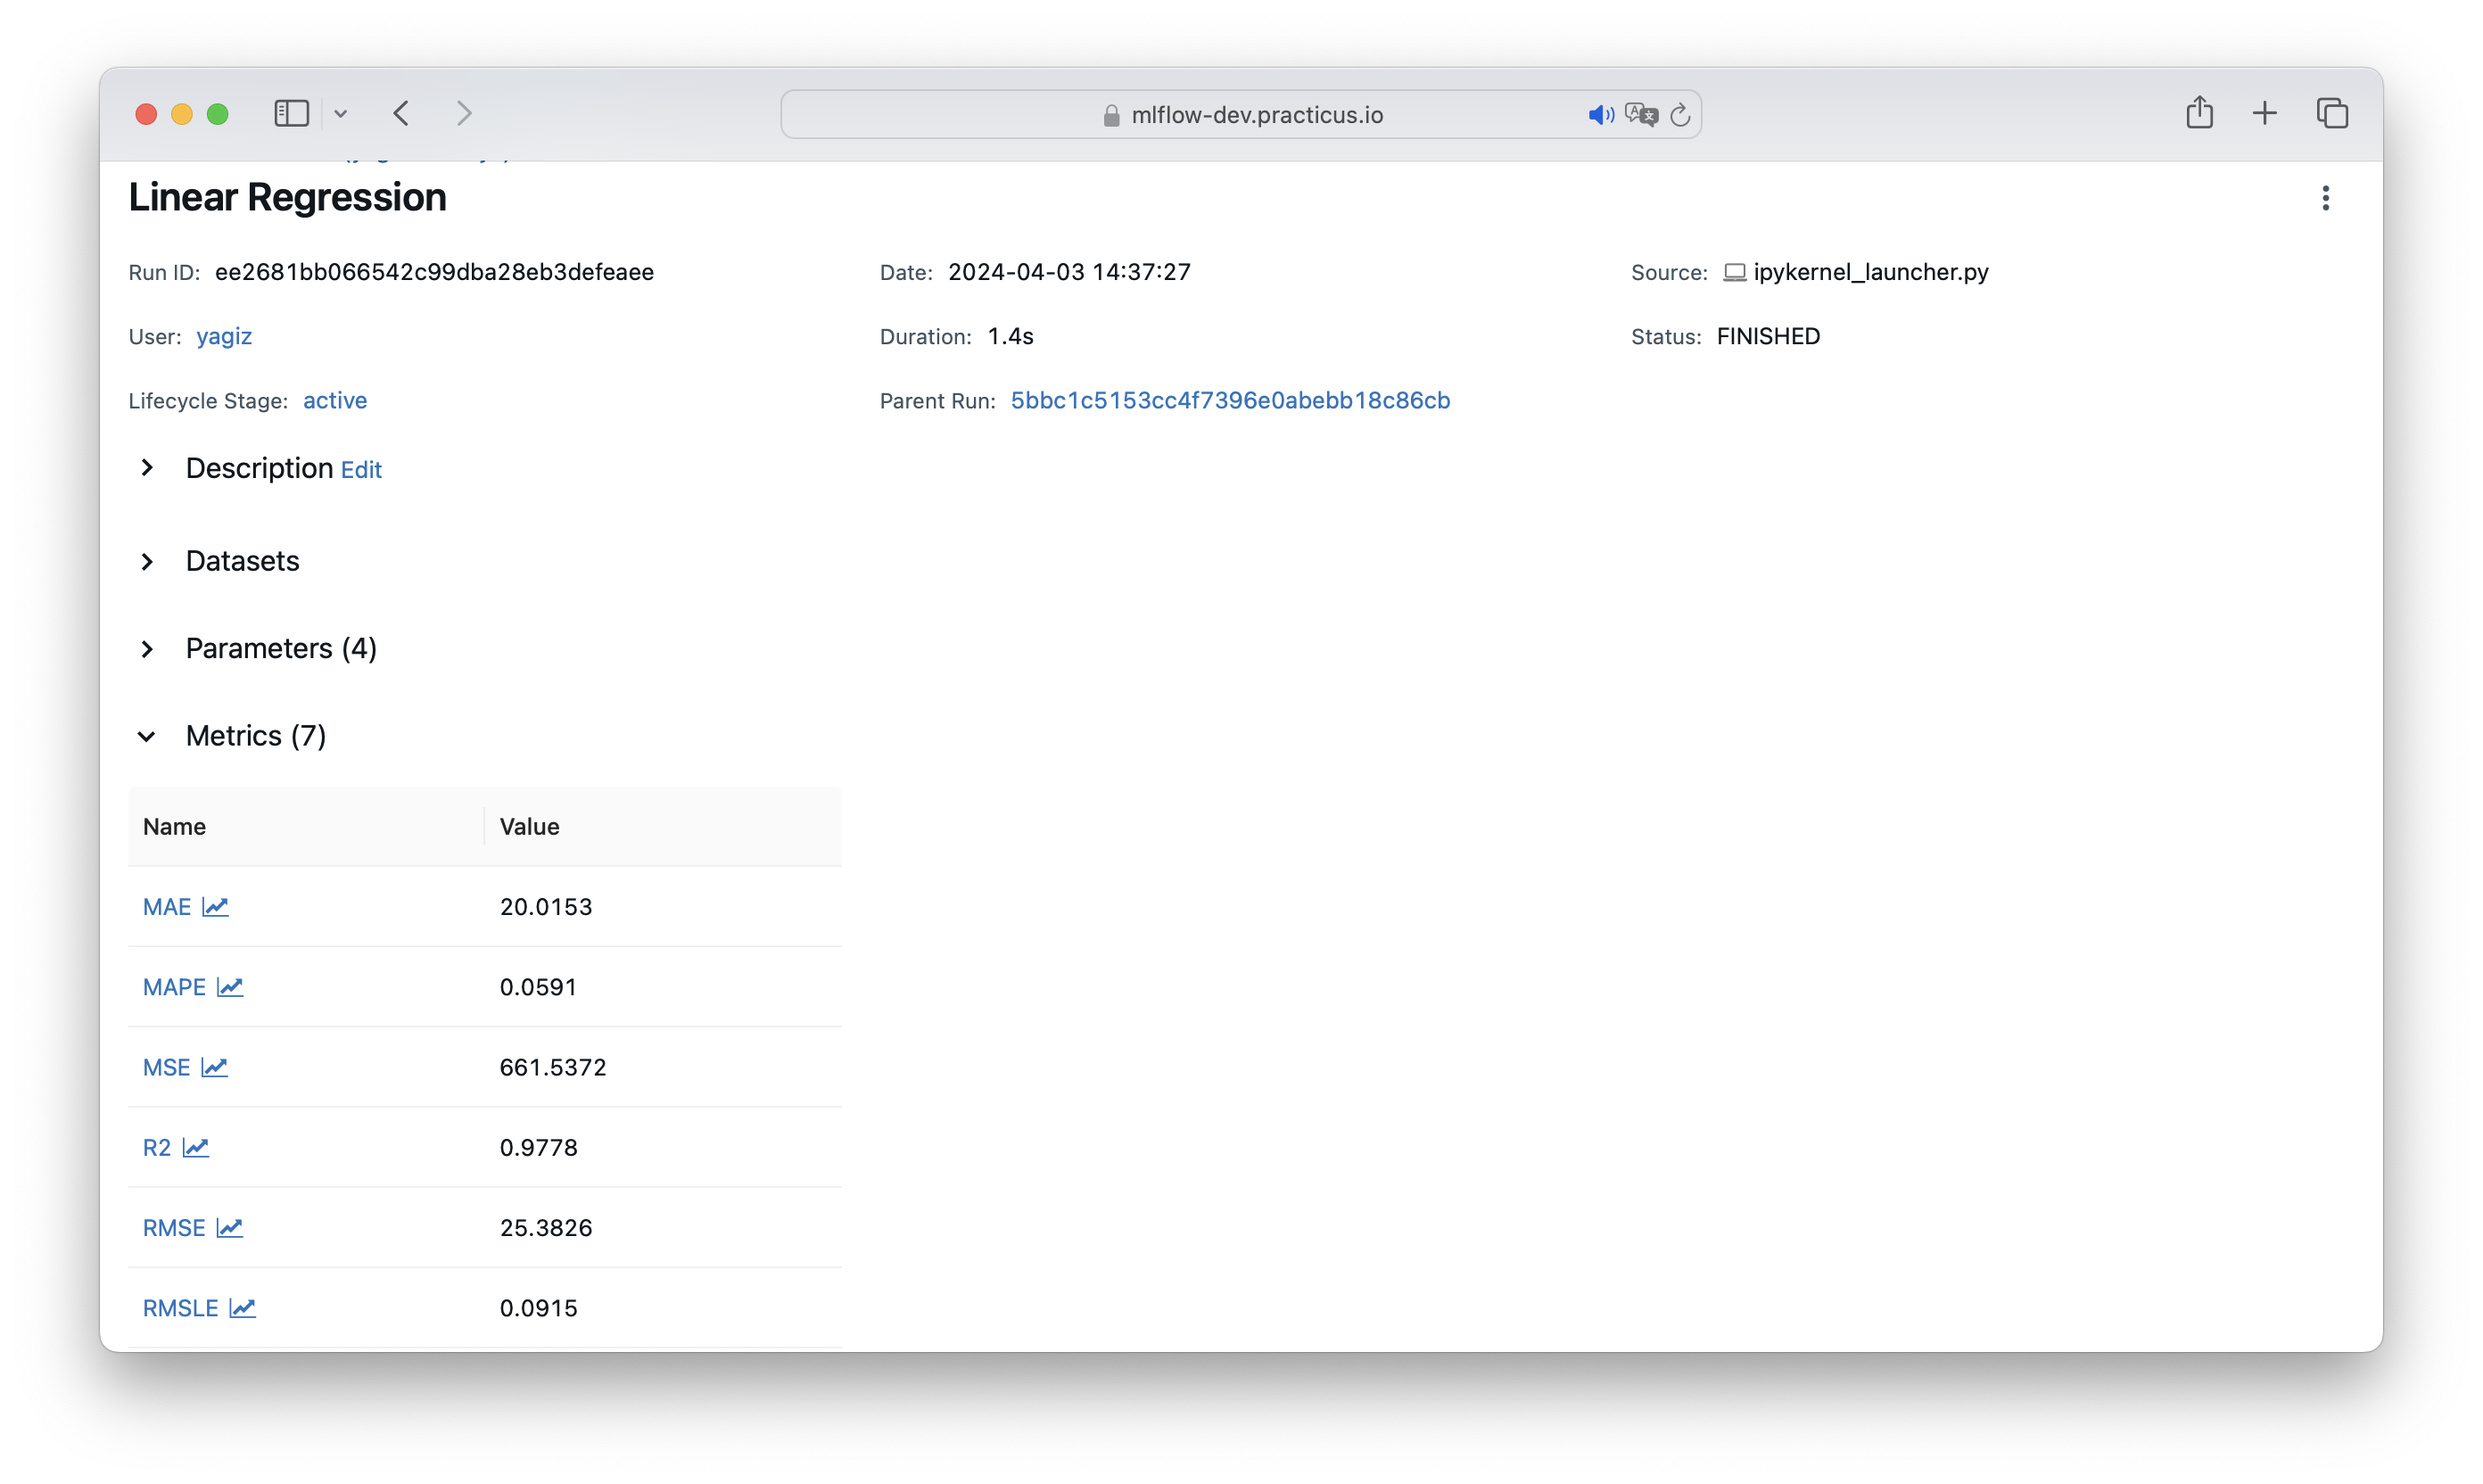 mlflow-dev.practicus.io
Linear Regression
Run ID: ee2681bb066542c99dba28eb3defeaee Date: 2024-04-03 14:37:27 Source: ipykernel_launcher.py
User: yagiz Duration: 1.4s Status: FINISHED
Lifecycle Stage: active Parent Run: 5bbc1c5153cc4f7396e0abebb18c86cb
Description Edit
Datasets
Parameters (4)
Metrics (7)
Name Value
MAE 20.0153
MAPE 0.0591
MSE 661.5372
R2 0.9778
RMSE 25.3826
RMSLE 0.0915